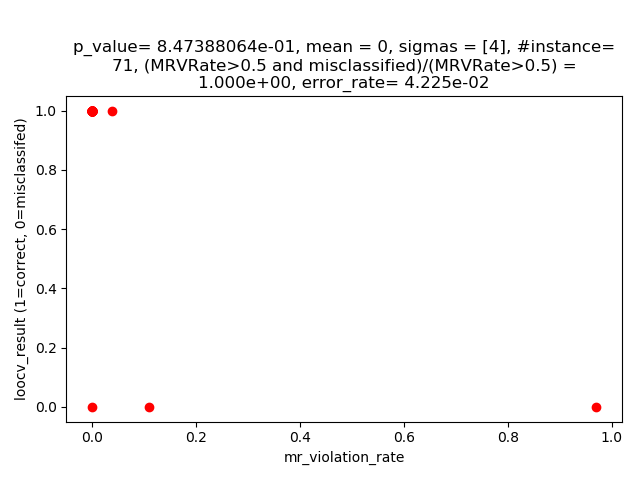 p_value= 8.47388064e-01, mean = 0, sigmas = [4], #instance=
71, (MRVRate>0.5 and misclassified)/(MRVRate>0.5) =
1.000e+00, error_rate= 4.225e-02
1.0
0.8
0.6
0.4
0.2
0.0
loocv_result (1=correct, 0=misclassifed)
0.0
0.2
0.4
0.6
0.8
1.0
mr_violation_rate